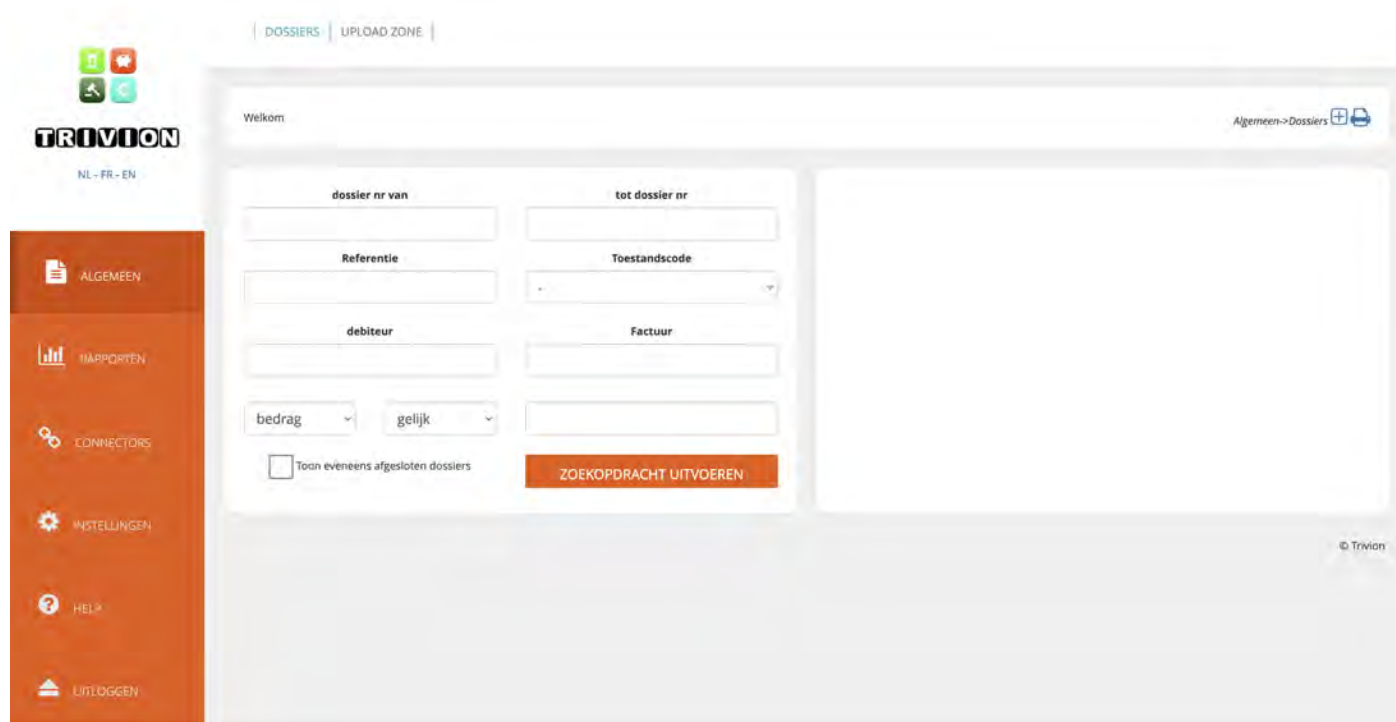 DOSSIERS | UPLOAD ZONE
TRIVION
NL - FR - EN
Welkom
Algemeen->Dossiers
dossier nr van
tot dossier nr
Referentie
Toestandscode
-
debiteur
Factuur
bedrag
gelijk
Toon eveneens afgesloten dossiers
ZOEKOPDRACHT UITVOEREN
ALGEMEEN
RAPPORTEN
CONNECTORS
INSTELLINGEN
HELP
UITLOGGEN
© Trivion